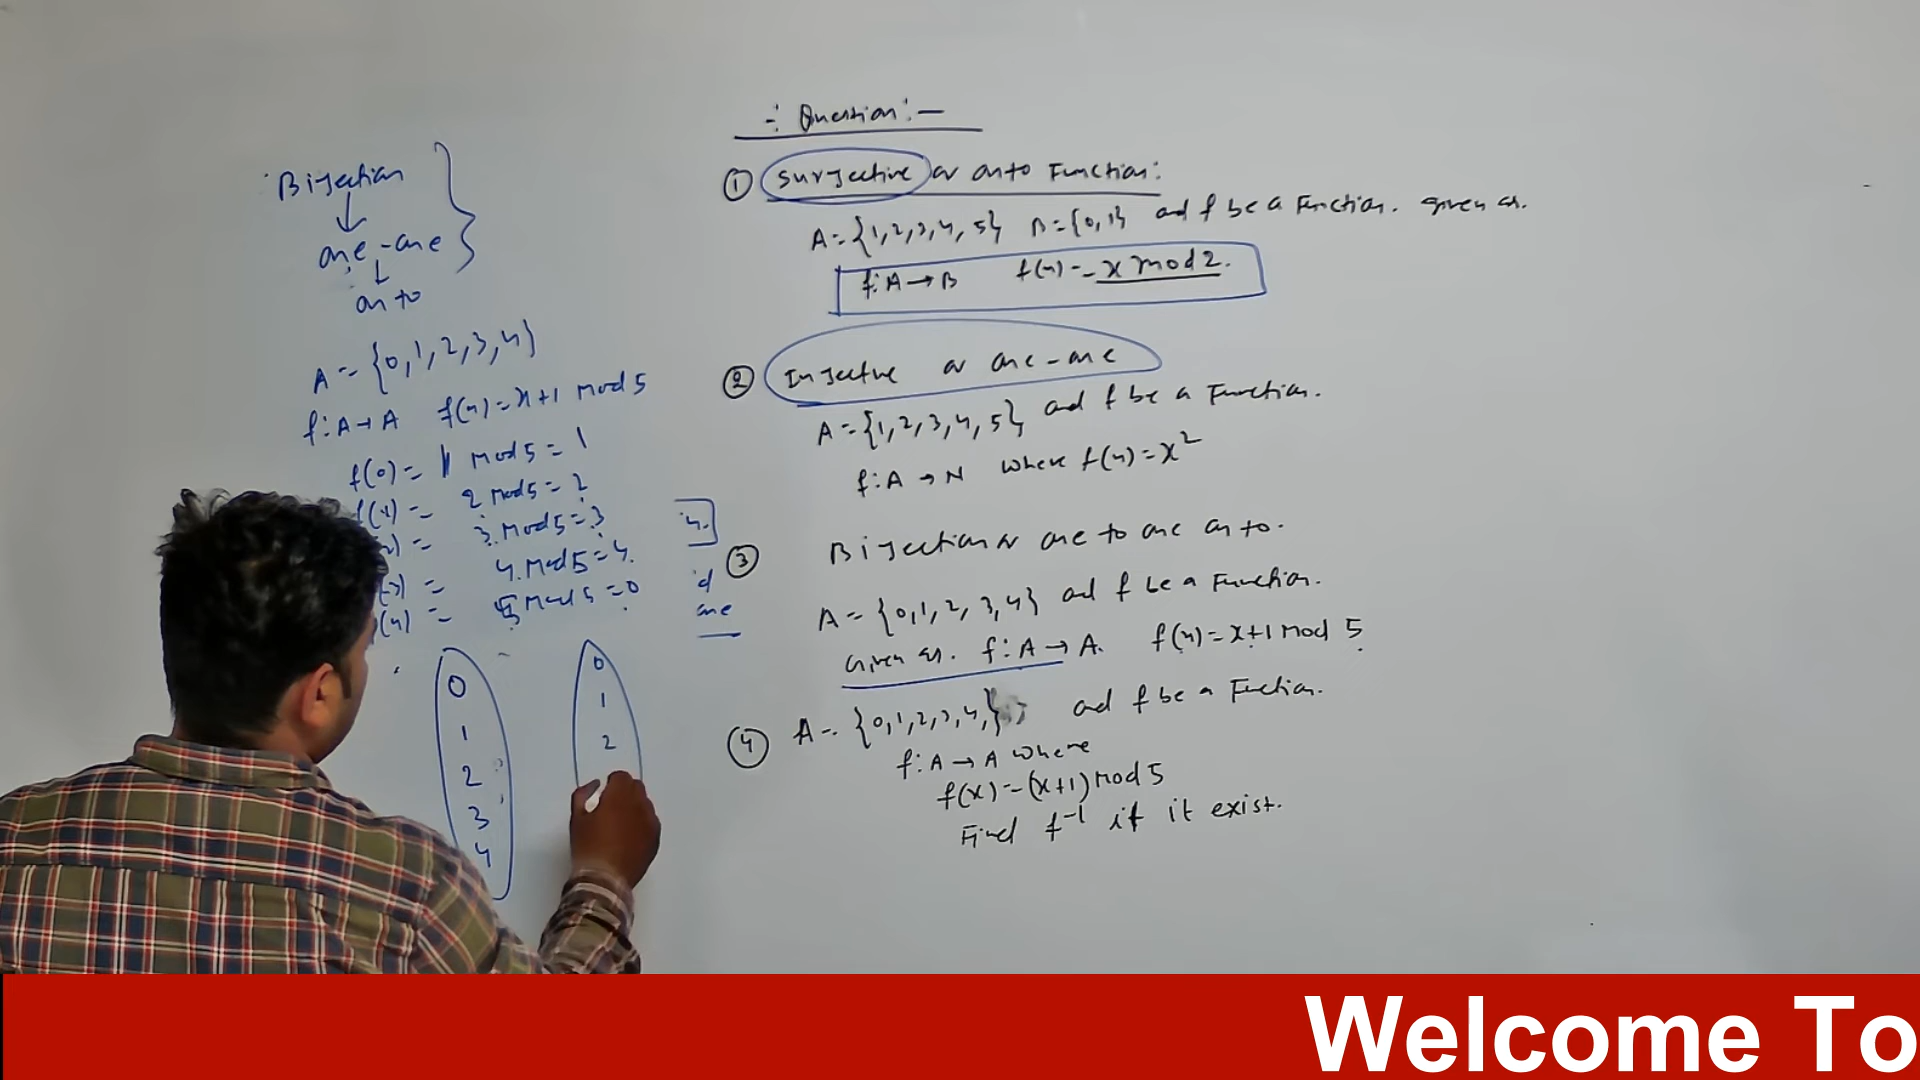 Bijection
one-one
onto
A = {0,1,2,3,4}
f: A→A f(x) = x+1 mod 5
f(0) = 1 mod 5 = 1
f(1) = 2 mod 5 = 2
= 3 mod 5 = 3
= 4 mod 5 = 4
= 5 mod 5 = 0
one
0
1
2
3
4
0
1
2
-: Question :-
① Surjective or onto Function:
A = {1,2,3,4,5} B = {0,1} and f be a Function. given as.
f: A→B f(x) = x mod 2.
② Injective or one-one
A = {1,2,3,4,5} and f be a Function.
f: A→N where f(x) = x²
③ Bijection or one to one onto.
A = {0,1,2,3,4} and f be a Function.
Given as. f: A→A. f(x) = x+1 Mod 5
④ A = {0,1,2,3,4,} and f be a Function.
f: A→A where
f(x) = (x+1) Mod 5
Find f⁻¹ if it exist.
Welcome To